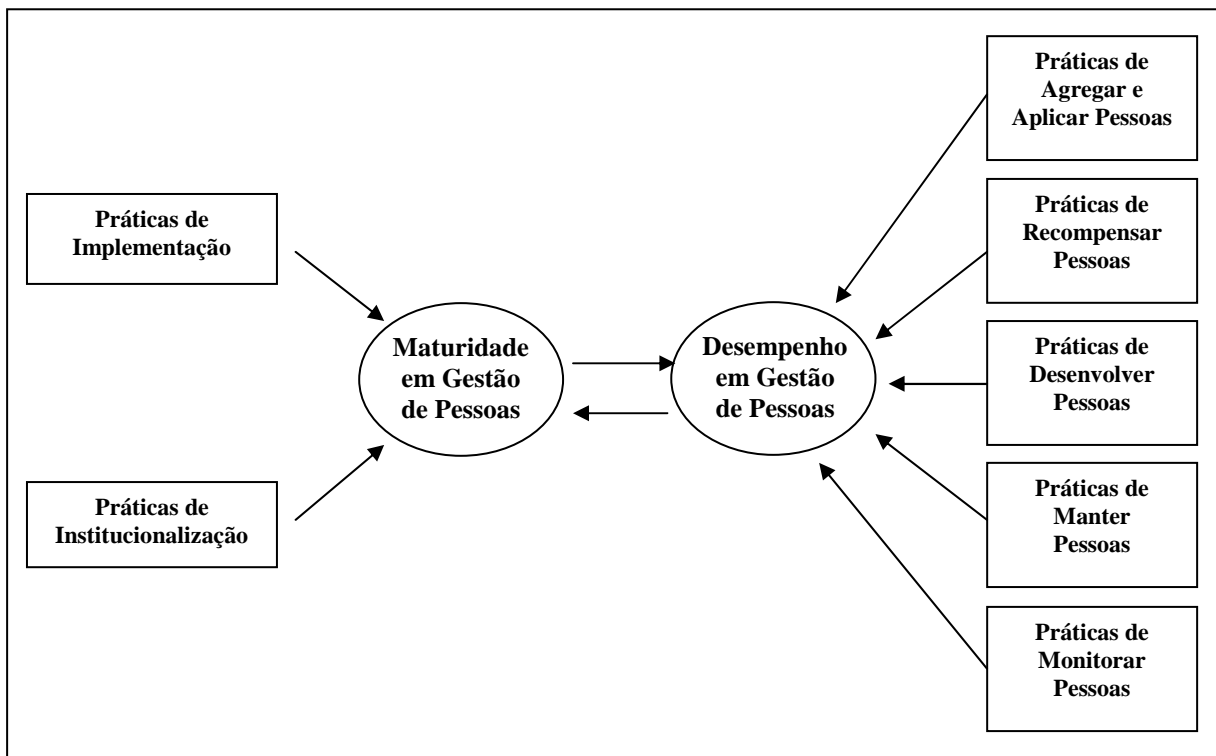 Práticas de
Implementação
Práticas de
Institucionalização
Maturidade
em Gestão
de Pessoas
Desempenho
em Gestão
de Pessoas
Práticas de
Agregar e
Aplicar Pessoas
Práticas de
Recompensar
Pessoas
Práticas de
Desenvolver
Pessoas
Práticas de
Manter
Pessoas
Práticas de
Monitorar
Pessoas